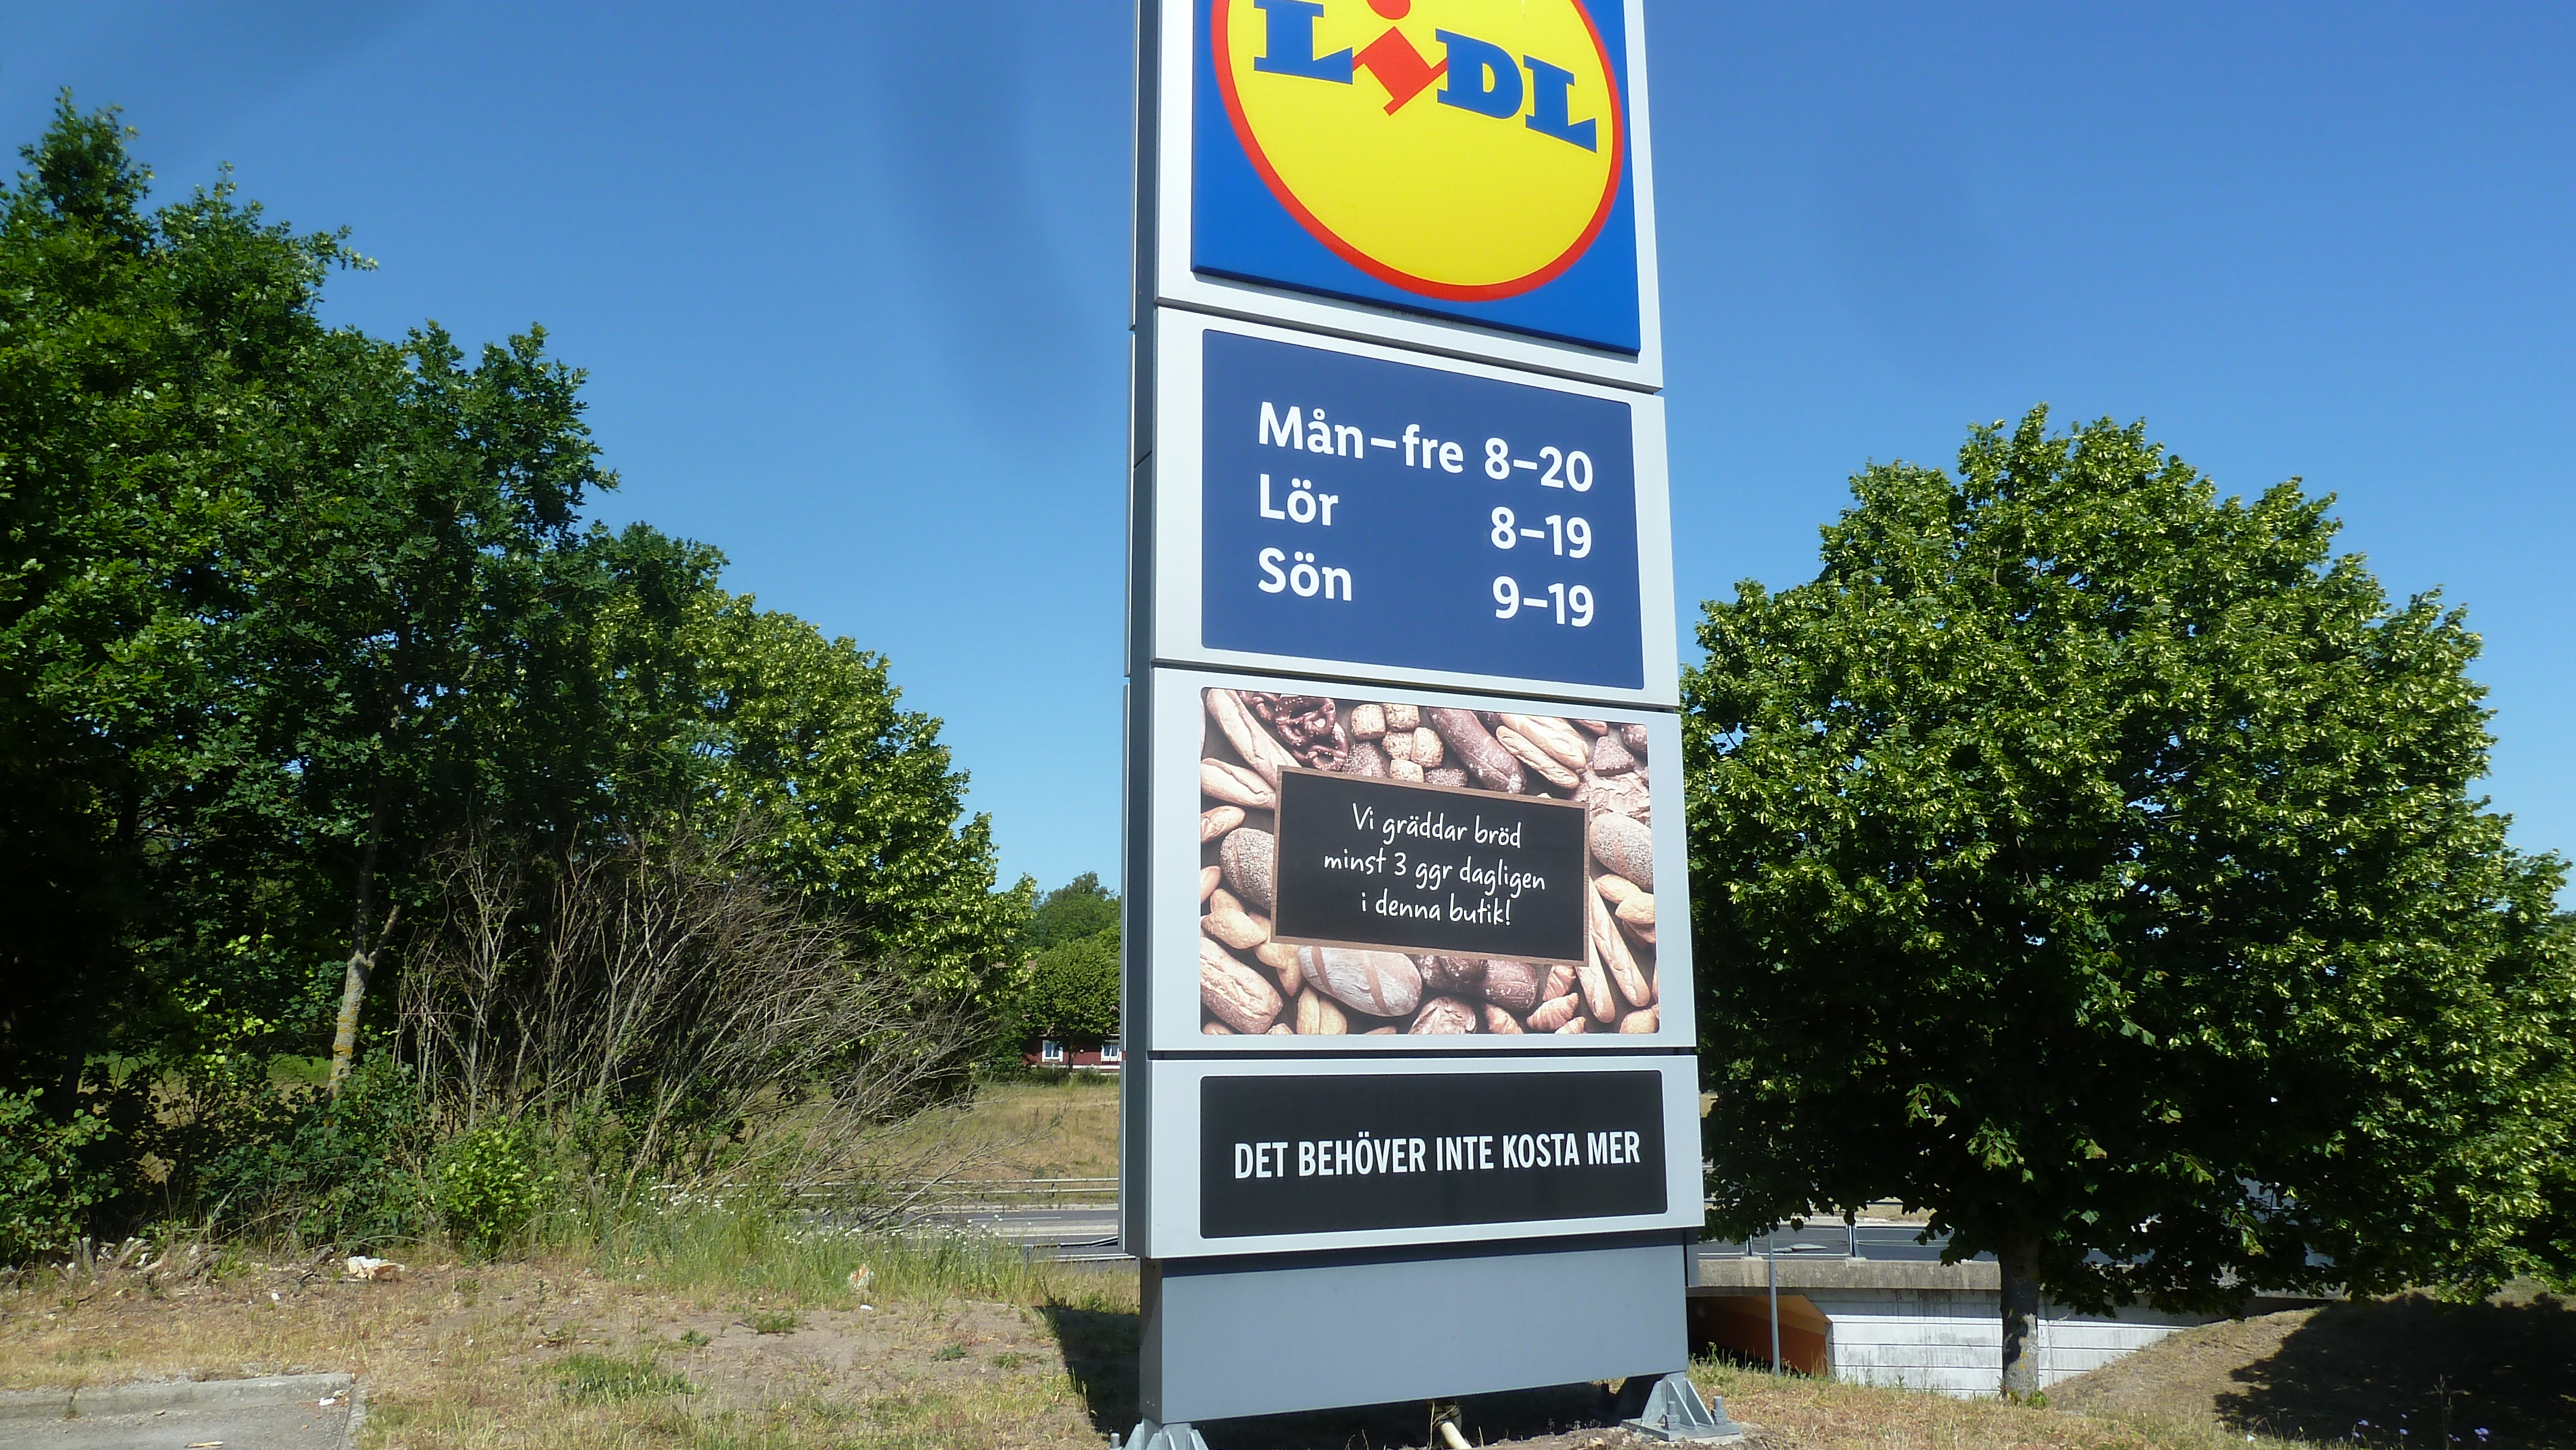 LIDL
Mån–fre 8–20
Lör 8–19
Sön 9–19
Vi gräddar bröd
minst 3 ggr dagligen
i denna butik!
DET BEHÖVER INTE KOSTA MER